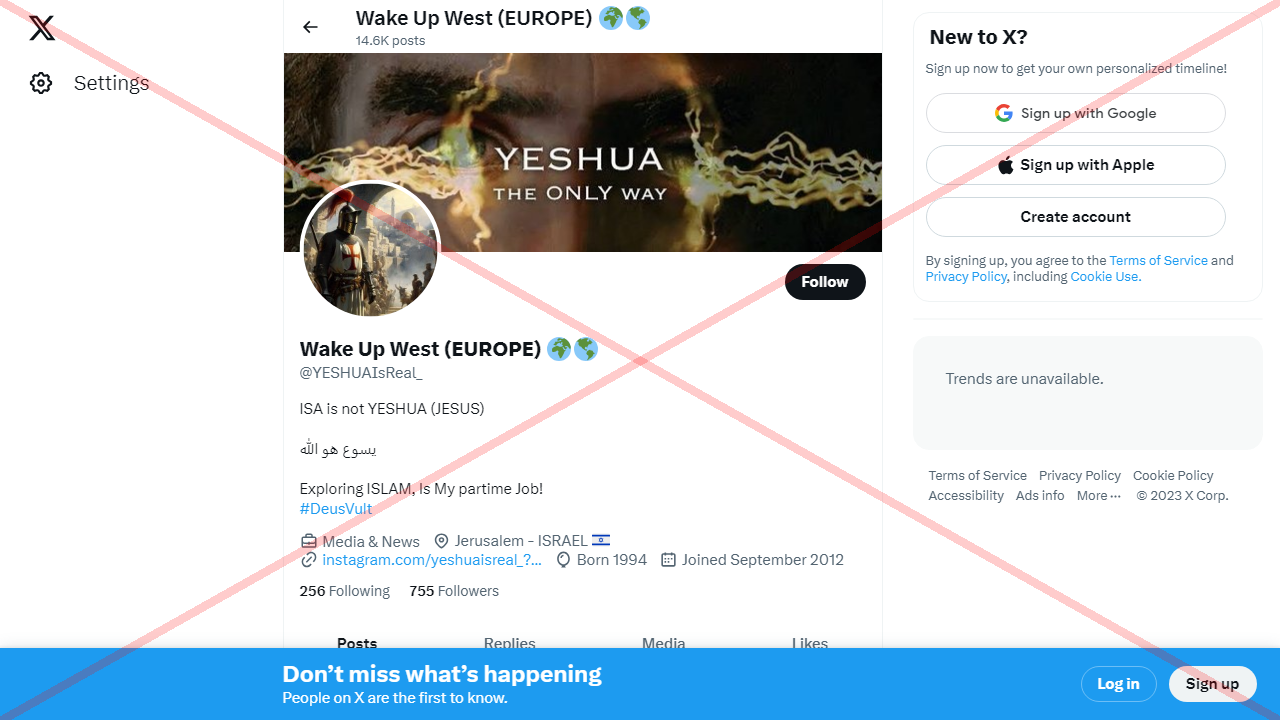 Settings
Wake Up West (EUROPE)
14.6K posts
YESHUA
THE ONLY WAY
Follow
Wake Up West (EUROPE)
@YESHUAIsReal_
ISA is not YESHUA (JESUS)
يسوع هو الله
Exploring ISLAM, Is My partime Job!
#DeusVult
Media & News Jerusalem - ISRAEL
instagram.com/yeshuaisreal_?... Born 1994 Joined September 2012
256 Following 755 Followers
Posts Replies Media Likes
New to X?
Sign up now to get your own personalized timeline!
Sign up with Google
Sign up with Apple
Create account
By signing up, you agree to the Terms of Service and
Privacy Policy, including Cookie Use.
Trends are unavailable.
Terms of Service Privacy Policy Cookie Policy
Accessibility Ads info More ··· © 2023 X Corp.
Don’t miss what’s happening
People on X are the first to know.
Log in
Sign up